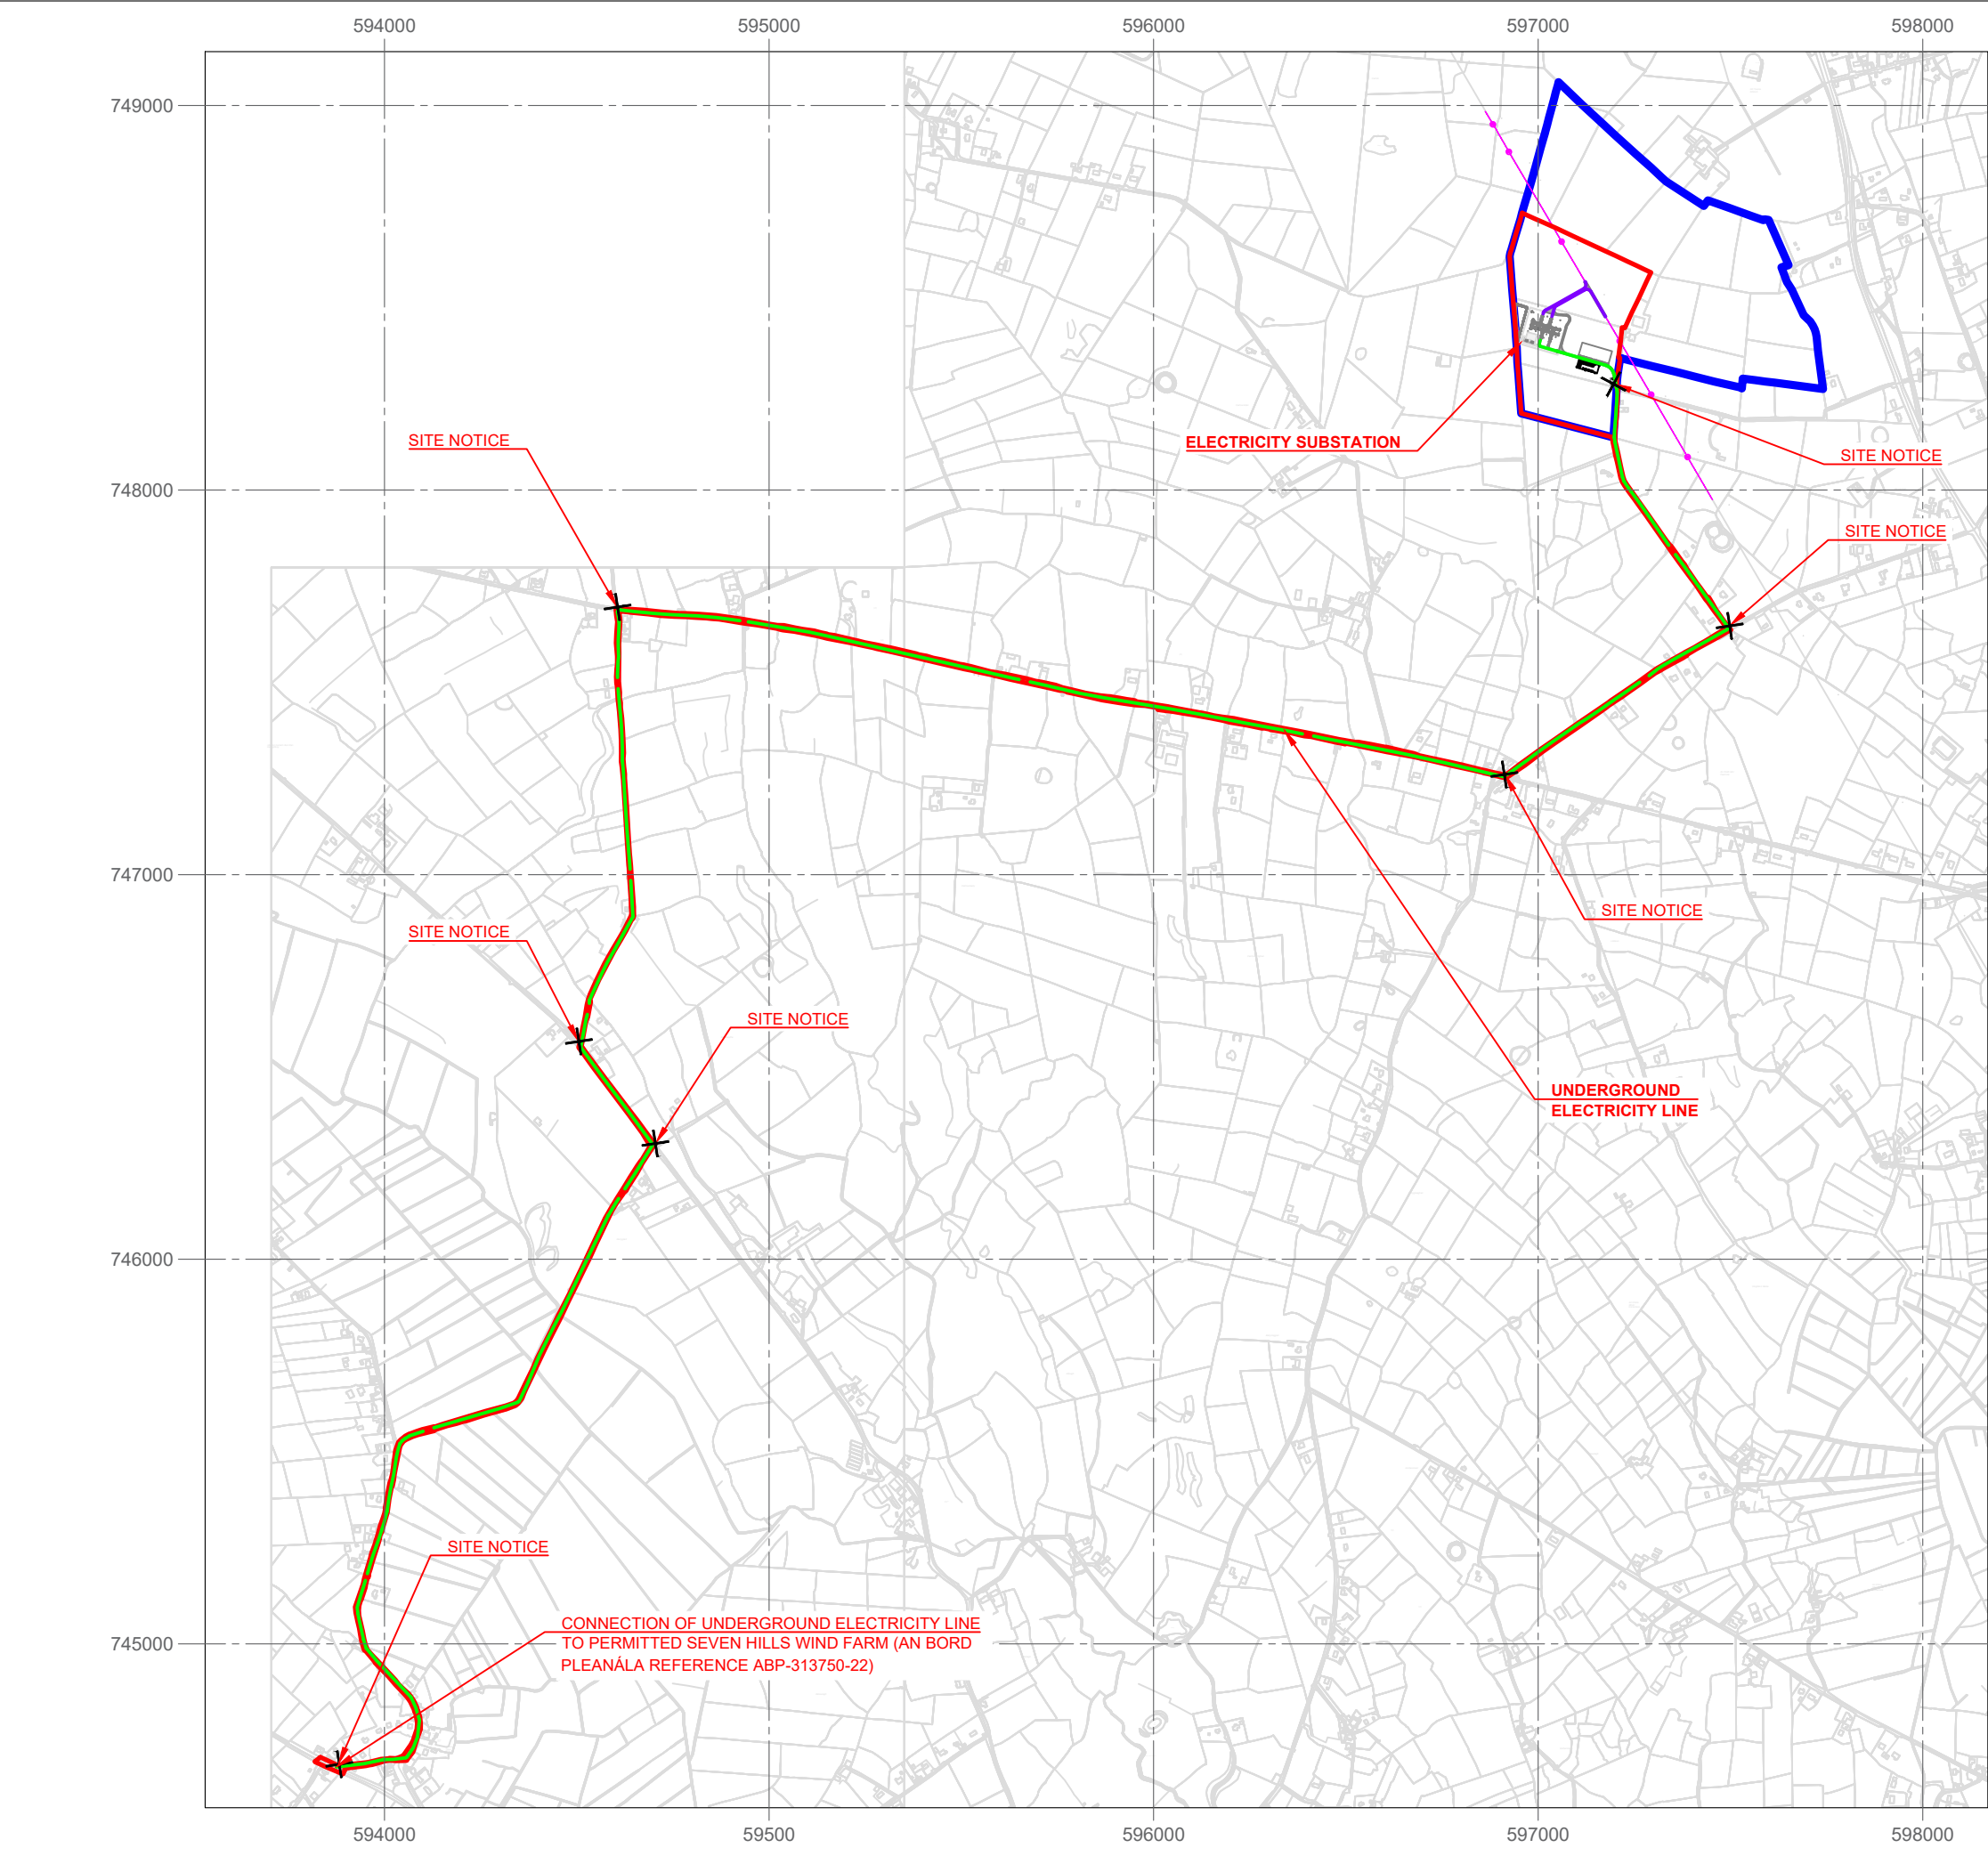 594000
595000
596000
597000
598000
749000
SITE NOTICE
ELECTRICITY SUBSTATION
SITE NOTICE
748000
SITE NOTICE
747000
SITE NOTICE
SITE NOTICE
SITE NOTICE
UNDERGROUND
ELECTRICITY LINE
746000
SITE NOTICE
CONNECTION OF UNDERGROUND ELECTRICITY LINE
TO PERMITTED SEVEN HILLS WIND FARM (AN BORD
PLEANÁLA REFERENCE ABP-313750-22)
745000
594000
59500
596000
597000
598000